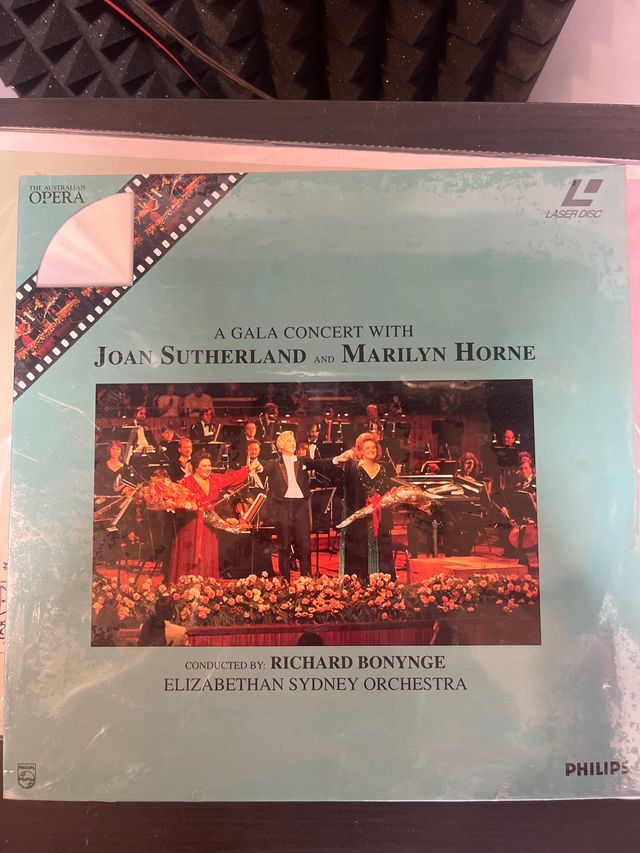 THE AUSTRALIAN
OPERA
LASER DISC
A GALA CONCERT WITH
JOAN SUTHERLAND AND MARILYN HORNE
CONDUCTED BY: RICHARD BONYNGE
ELIZABETHAN SYDNEY ORCHESTRA
PHILIPS
PHILIPS